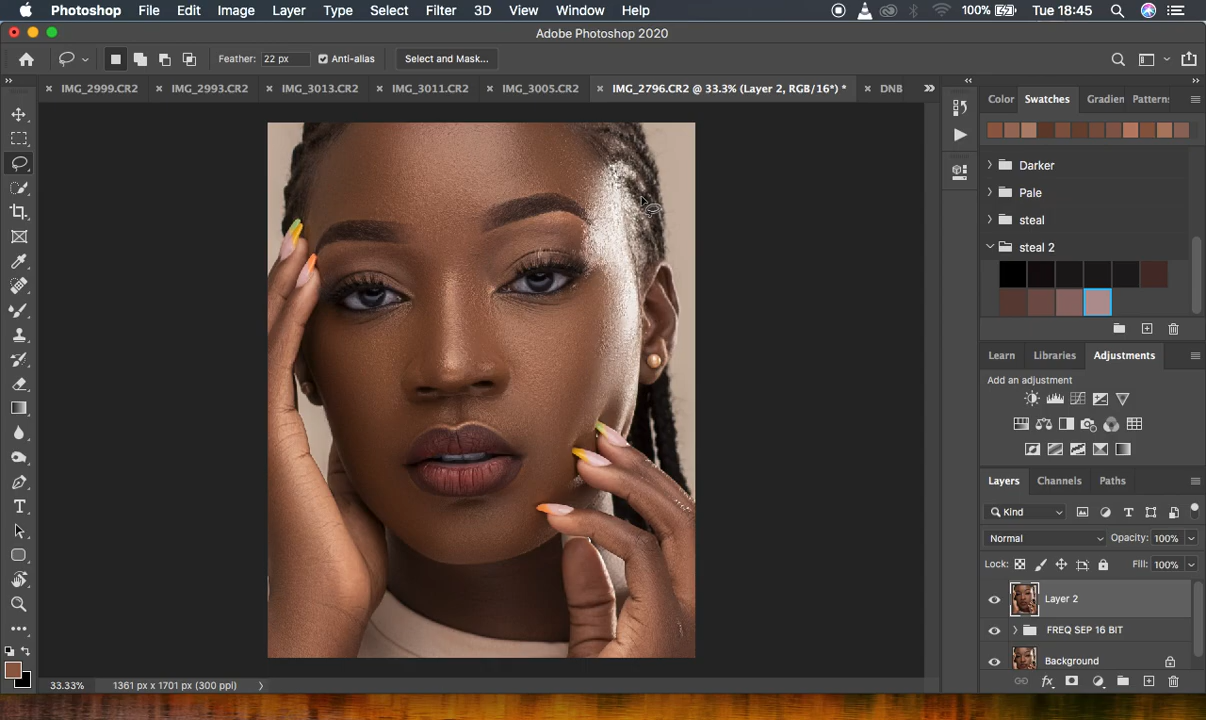 Photoshop File Edit Image Layer Type Select Filter 3D View Window Help 100% Tue 18:45
Adobe Photoshop 2020
Feather: 22 px Anti-alias Select and Mask...
IMG_2999.CR2 IMG_2993.CR2 IMG_3013.CR2 IMG_3011.CR2 IMG_3005.CR2 IMG_2796.CR2 @ 33.3% (Layer 2, RGB/16*) * DNB
Color Swatches Gradien Pattern:
Darker
Pale
steal
steal 2
Learn Libraries Adjustments
Add an adjustment
Layers Channels Paths
Kind
Normal Opacity: 100%
Lock: Fill: 100%
Layer 2
FREQ SEP 16 BIT
Background
33.33% 1361 px x 1701 px (300 ppi)